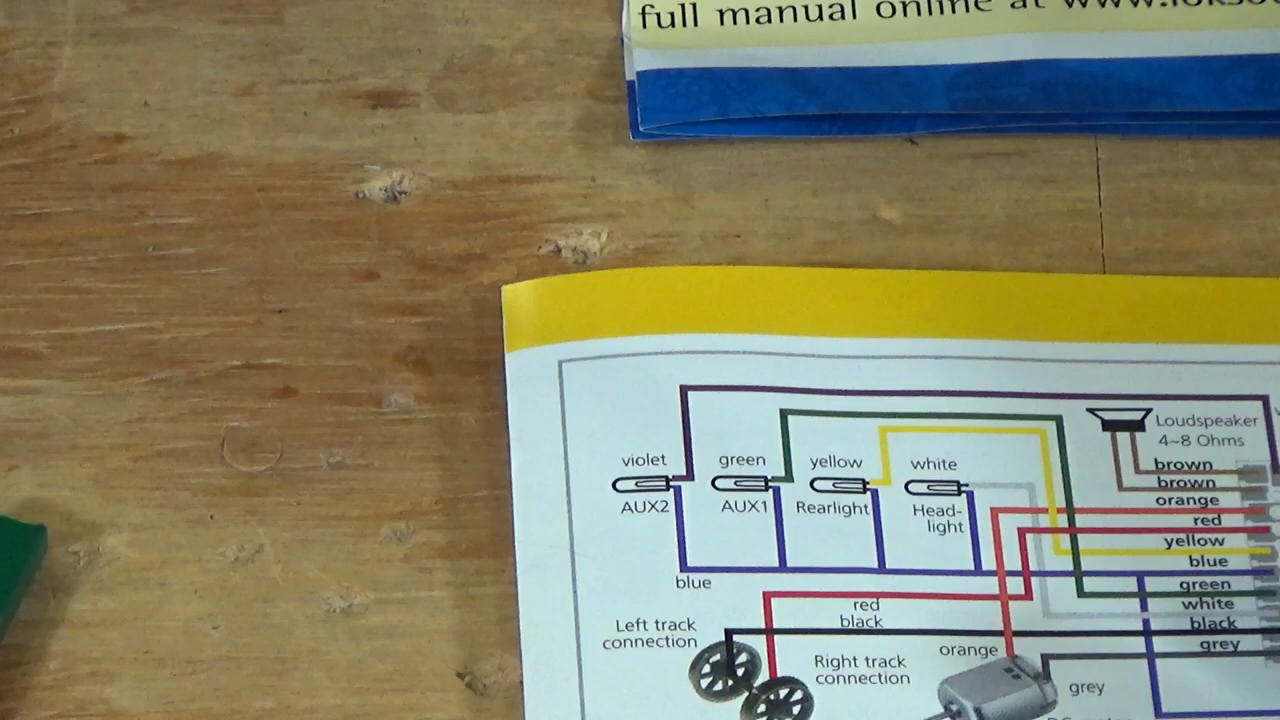 full manual online at
violet
green
yellow
white
AUX2
AUX1
Rearlight
Head-
light
Loudspeaker
4~8 Ohms
brown
brown
orange
red
yellow
blue
green
white
black
grey
blue
red
black
Left track
connection
Right track
connection
orange
grey